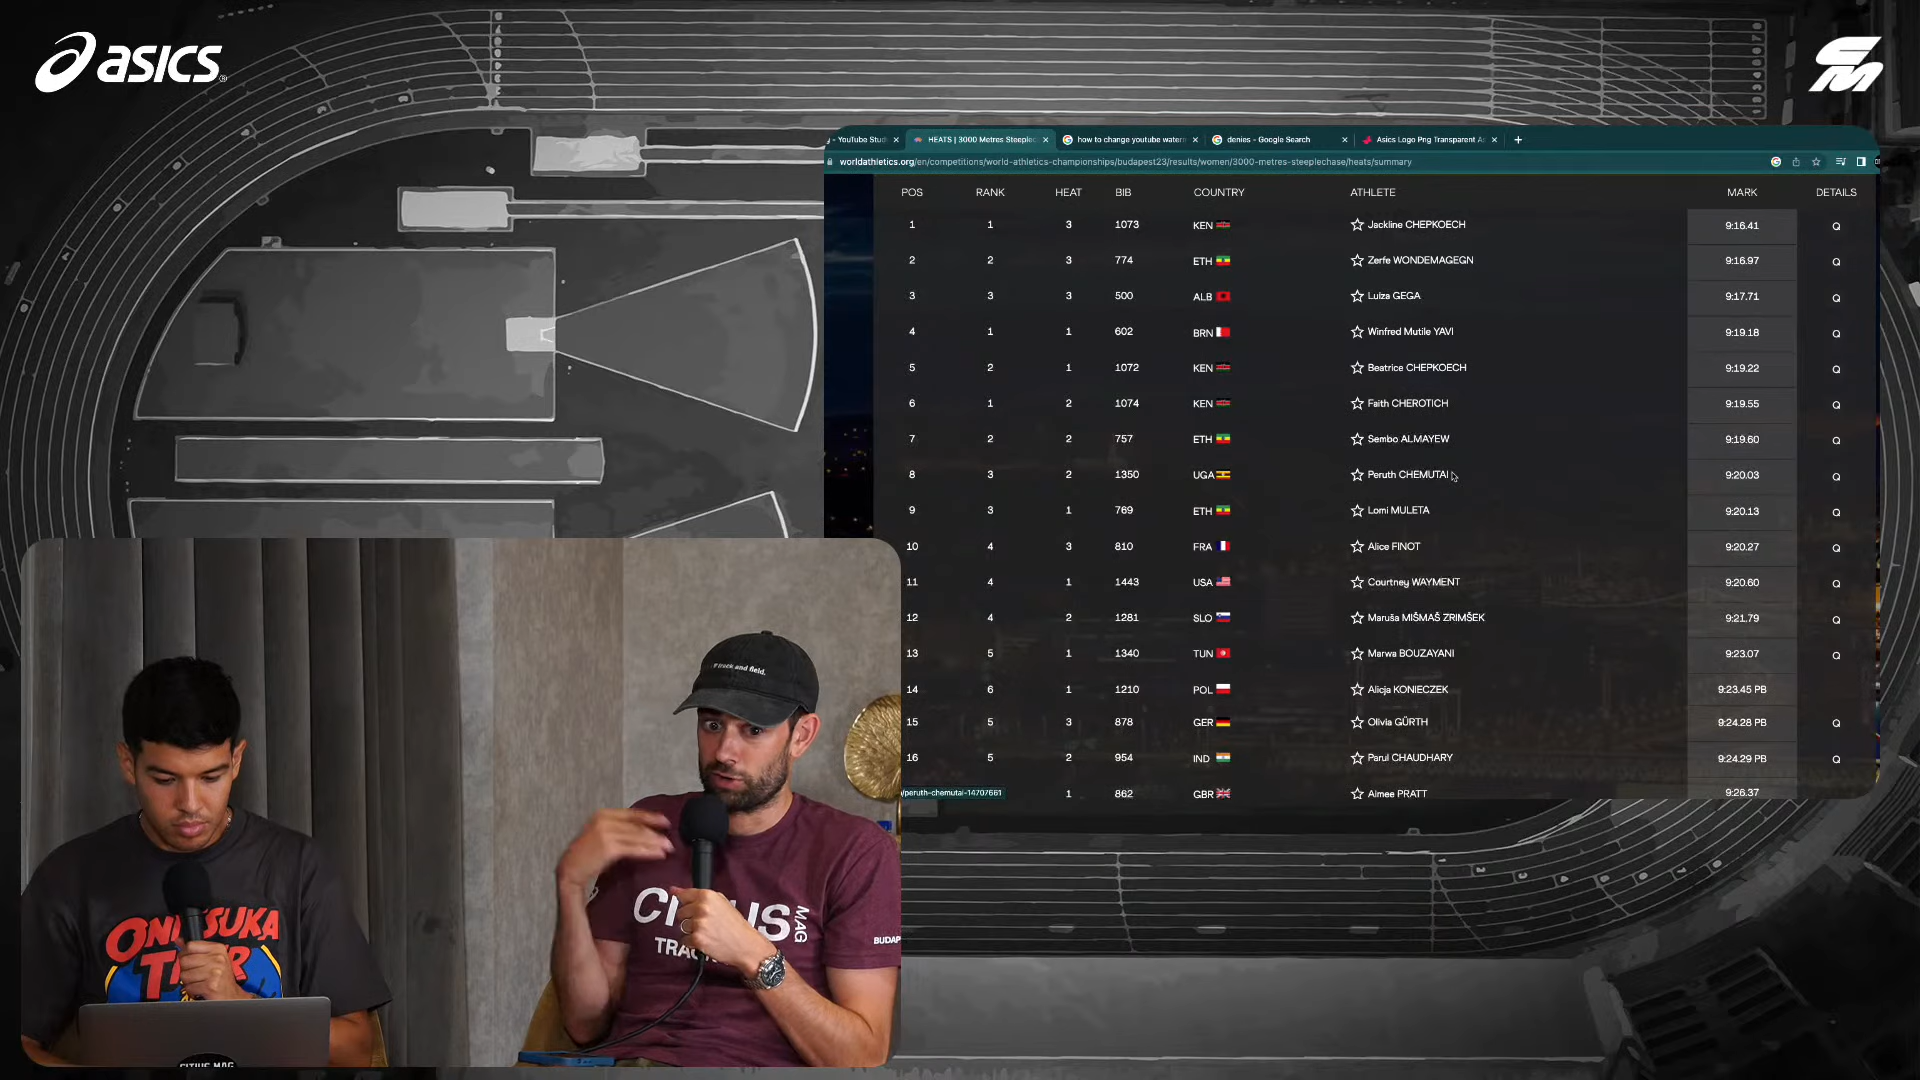 asics
CM
YouTube Stud
HEATS | 3000 Metres Steeplec
how to change youtube watern
denies - Google Search
Asics Logo Png Transparent A
worldathletics.org/en/competitions/world-athletics-championships/budapest23/results/women/3000-metres-steeplechase/heats/summary
POS RANK HEAT BIB COUNTRY ATHLETE MARK DETAILS
1 1 3 1073 KEN Jackline CHEPKOECH 9:16.41 Q
2 2 3 774 ETH Zerfe WONDEMAGEGN 9:16.97 Q
3 3 3 500 ALB Luiza GEGA 9:17.71 Q
4 1 1 602 BRN Winfred Mutile YAVI 9:19.18 Q
5 2 1 1072 KEN Beatrice CHEPKOECH 9:19.22 Q
6 1 2 1074 KEN Faith CHEROTICH 9:19.55 Q
7 2 2 757 ETH Sembo ALMAYEW 9:19.60 Q
8 3 2 1350 UGA Peruth CHEMUTAI 9:20.03 Q
9 3 1 769 ETH Lomi MULETA 9:20.13 Q
10 4 3 810 FRA Alice FINOT 9:20.27 Q
11 4 1 1443 USA Courtney WAYMENT 9:20.60 Q
12 4 2 1281 SLO Maruša MIŠMAŠ ZRIMŠEK 9:21.79 Q
13 5 1 1340 TUN Marwa BOUZAYANI 9:23.07 Q
14 6 1 1210 POL Alicja KONIECZEK 9:23.45 PB
15 5 3 878 GER Olivia GÜRTH 9:24.28 PB Q
16 5 2 954 IND Parul CHAUDHARY 9:24.29 PB Q
1 862 GBR Aimee PRATT 9:26.37
/peruth-chemutai-14707661
track and field.
CITIUS MAG
TRAC
BUDAP
ONITSUKA
TIGER
CITIUS MAG